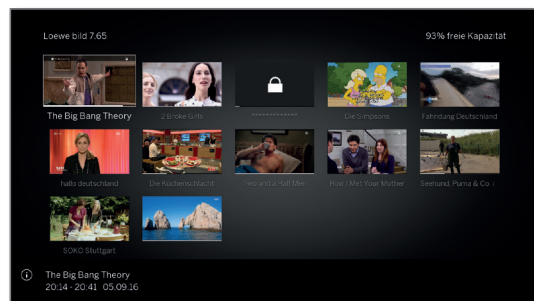 Loewe bild 7.65
93% freie Kapazität
The Big Bang Theory
2 Broke Girls
*************
Die Simpsons
Fahndung Deutschland
hallo deutschland
Die Küchenschlacht
Two and a Half Men
How I Met Your Mother
Seehund, Puma & Co.
SOKO Stuttgart
The Big Bang Theory
20:14 - 20:41 05.09.16